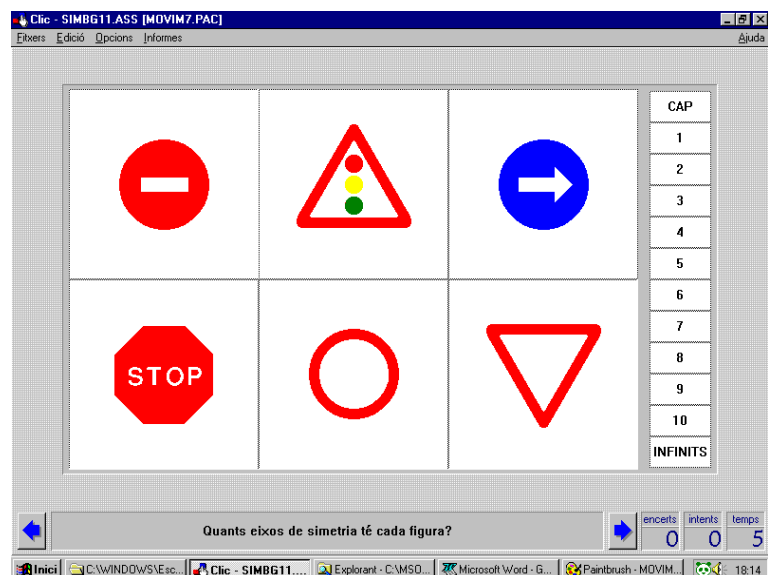 Clic - SIMBG11.ASS [MOVIM7.PAC]
Fitxers Edició Opcions Informes Ajuda
CAP
1
2
3
4
5
6
7
8
9
10
INFINITS
STOP
Quants eixos de simetria té cada figura?
encerts intents temps
0 0 5
Inici C:\WINDOWS\Esc... Clic - SIMBG11.... Explorant - C:\MSO... Microsoft Word - G... Paintbrush - MOVIM... 18:14